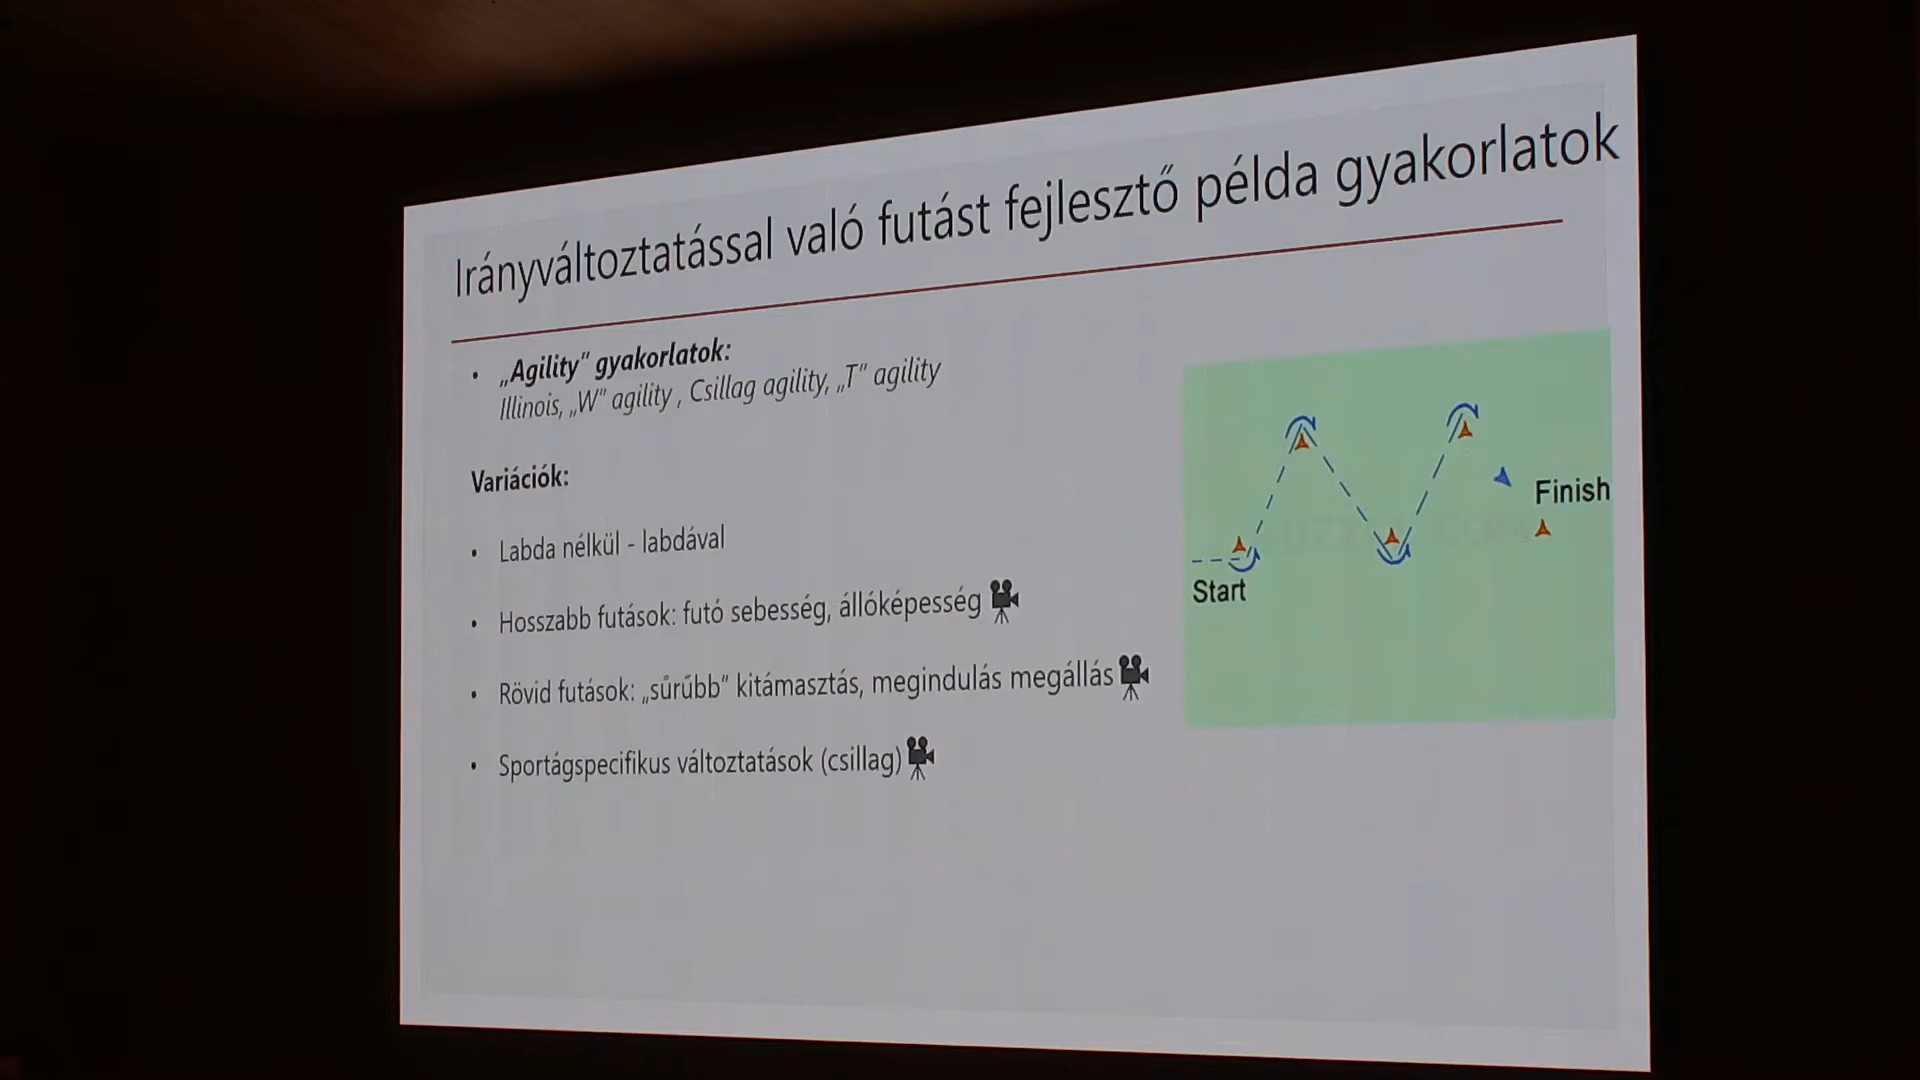 Irányváltoztatással való futást fejlesztő példa gyakorlatok
• „Agility” gyakorlatok:
Illinois, „W” agility , Csillag agility, „T” agility
Variációk:
• Labda nélkül - labdával
• Hosszabb futások: futó sebesség, állóképesség
• Rövid futások: „sűrűbb” kitámasztás, megindulás megállás
• Sportágspecifikus változtatások (csillag)
Finish
Start